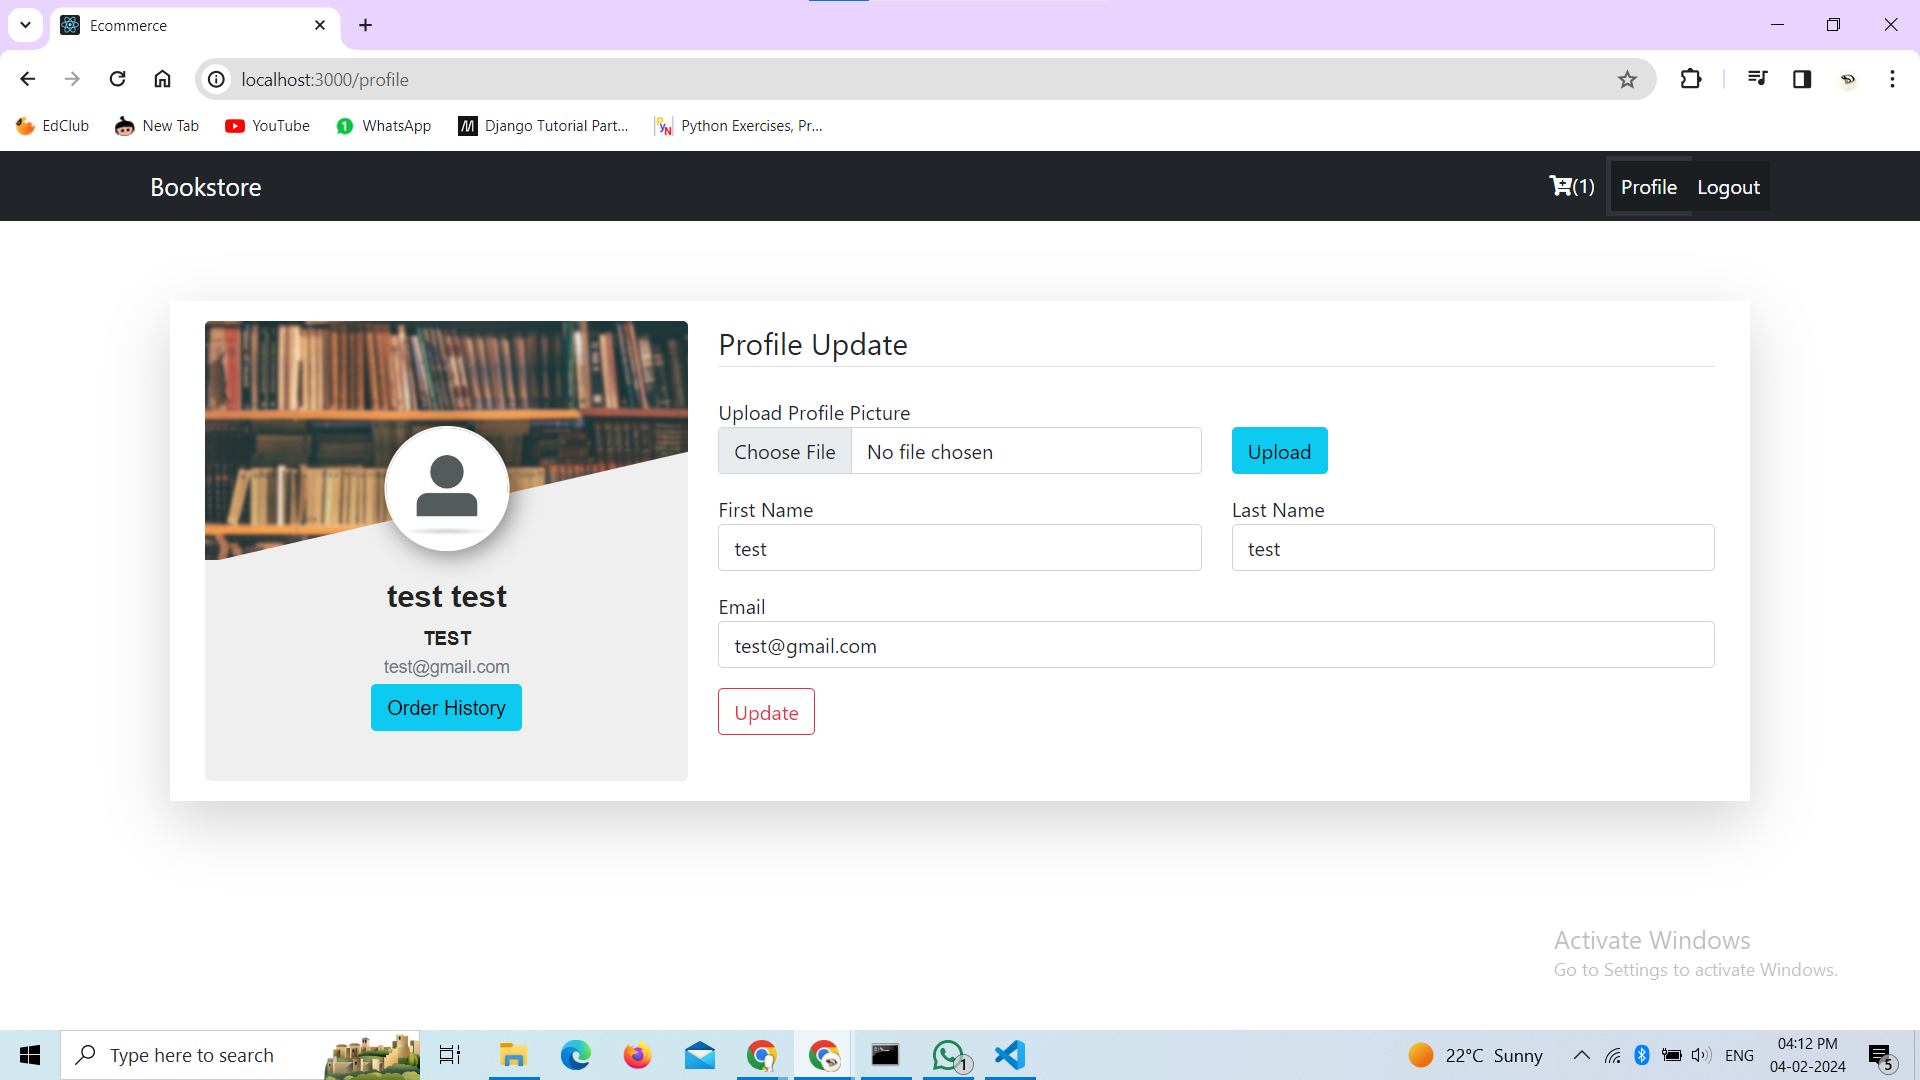 Ecommerce
localhost:3000/profile
EdClub
New Tab
YouTube
WhatsApp
Django Tutorial Part...
Python Exercises, Pr...
Bookstore
(1)
Profile
Logout
test test
TEST
test@gmail.com
Order History
Profile Update
Upload Profile Picture
Choose File
No file chosen
Upload
First Name
Last Name
test
test
Email
test@gmail.com
Update
Activate Windows
Go to Settings to activate Windows.
Type here to search
1
22°C Sunny
ENG
04:12 PM
04-02-2024
5